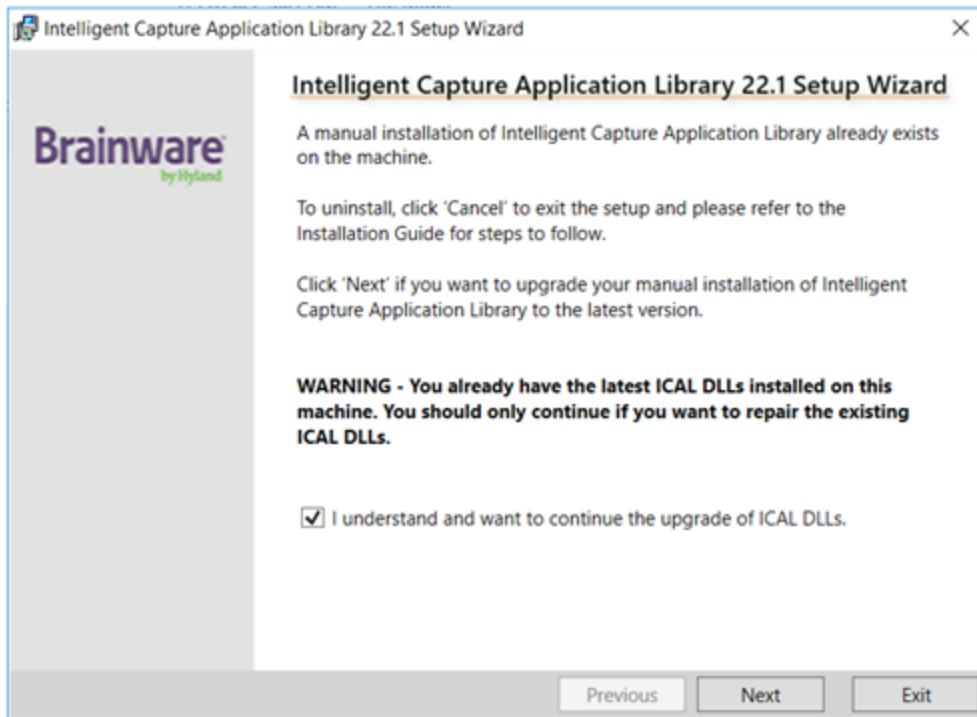 Intelligent Capture Application Library 22.1 Setup Wizard
Intelligent Capture Application Library 22.1 Setup Wizard
Brainware
by Hyland
A manual installation of Intelligent Capture Application Library already exists
on the machine.
To uninstall, click 'Cancel' to exit the setup and please refer to the
Installation Guide for steps to follow.
Click 'Next' if you want to upgrade your manual installation of Intelligent
Capture Application Library to the latest version.
WARNING - You already have the latest ICAL DLLs installed on this
machine. You should only continue if you want to repair the existing
ICAL DLLs.
I understand and want to continue the upgrade of ICAL DLLs.
Previous
Next
Exit